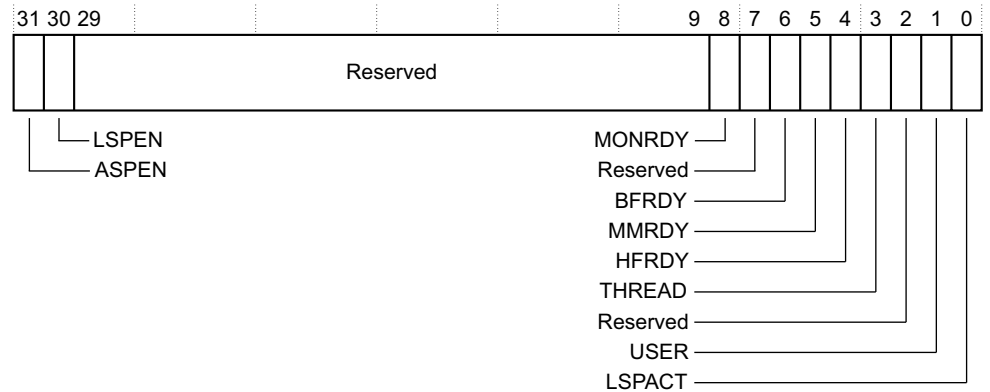 31 30 29 9 8 7 6 5 4 3 2 1 0
Reserved
LSPEN MONRDY
ASPEN Reserved
BFRDY
MMRDY
HFRDY
THREAD
Reserved
USER
LSPACT